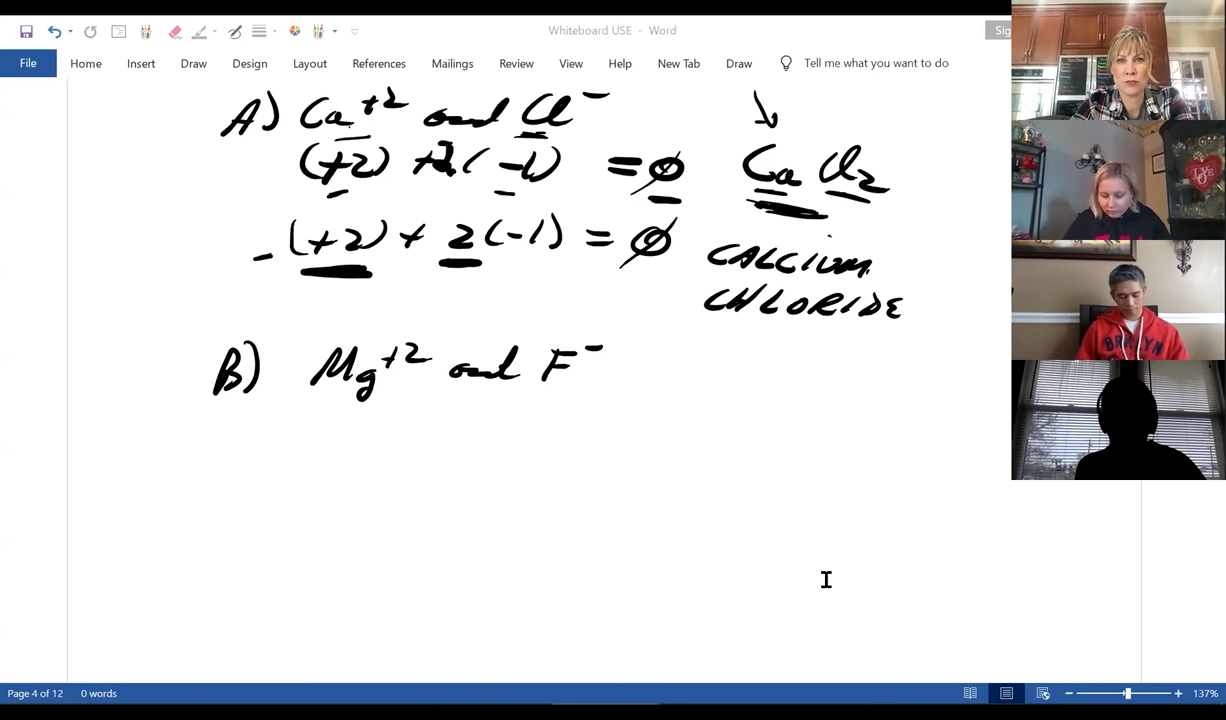 Whiteboard USE - Word
Sig
File Home Insert Draw Design Layout References Mailings Review View Help New Tab Draw Tell me what you want to do
A) Ca+2 and Cl-
(+2) + (-1) = 0 CaCl2
(+2) + 2(-1) = 0
CALCIUM
CHLORIDE
B) Mg+2 and F-
LOVE
Page 4 of 12 0 words 137%